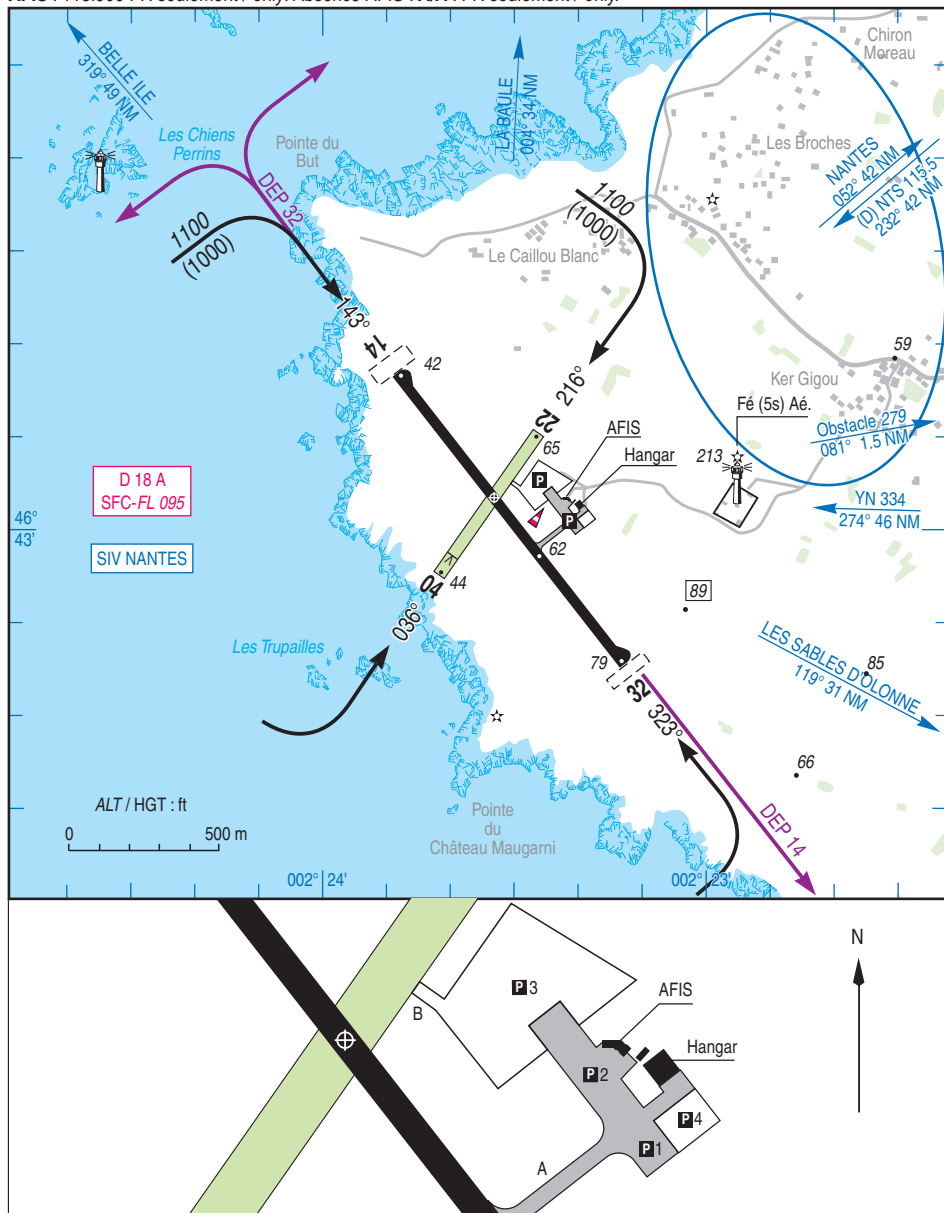 BELLE ILE
319° 49 NM
Les Chiens
Perrins
Pointe du
But
DEP 32
LA BAULE
004° 34 NM
Chiron
Moreau
Les Broches
NANTES
052° 42 NM
(D) NTS 115.5
232° 42 NM
1100
(1000)
1100
(1000)
Le Caillou Blanc
143°
14
42
216°
22
65
59
Ker Gigou
Fé (5s) Aé.
Obstacle 279
081° 1.5 NM
213
AFIS
Hangar
P
P
D 18 A
SFC-FL 095
46°
43'
SIV NANTES
YN 334
274° 46 NM
62
04
44
036°
89
Les Trupailles
79
32
323°
85
LES SABLES D'OLONNE
119° 31 NM
66
ALT / HGT : ft
0 500 m
Pointe
du
Château Maugarni
DEP 14
002° 24'
002° 23'
N
P3
AFIS
B
Hangar
P2
P4
A
P1